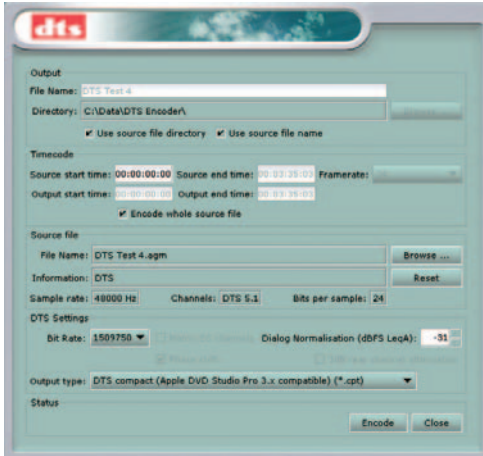 dts
Output
File Name: DTS Test 4
Directory: C:\Data\DTS Encoder\
Use source file directory Use source file name
Timecode
Source start time: 00:00:00:00 Source end time: 00:03:35:03 Framerate:
Output start time: 00:00:00:00 Output end time: 00:03:35:03
Encode whole source file
Source file
File Name: DTS Test 4.agm Browse ...
Information: DTS Reset
Sample rate: 48000 Hz Channels: DTS 5.1 Bits per sample: 24
DTS Settings
Bit Rate: 1509750 Dialog Normalisation (dBFS LeqA): -31
Output type: DTS compact (Apple DVD Studio Pro 3.x compatible) (*.cpt)
Status
Encode Close